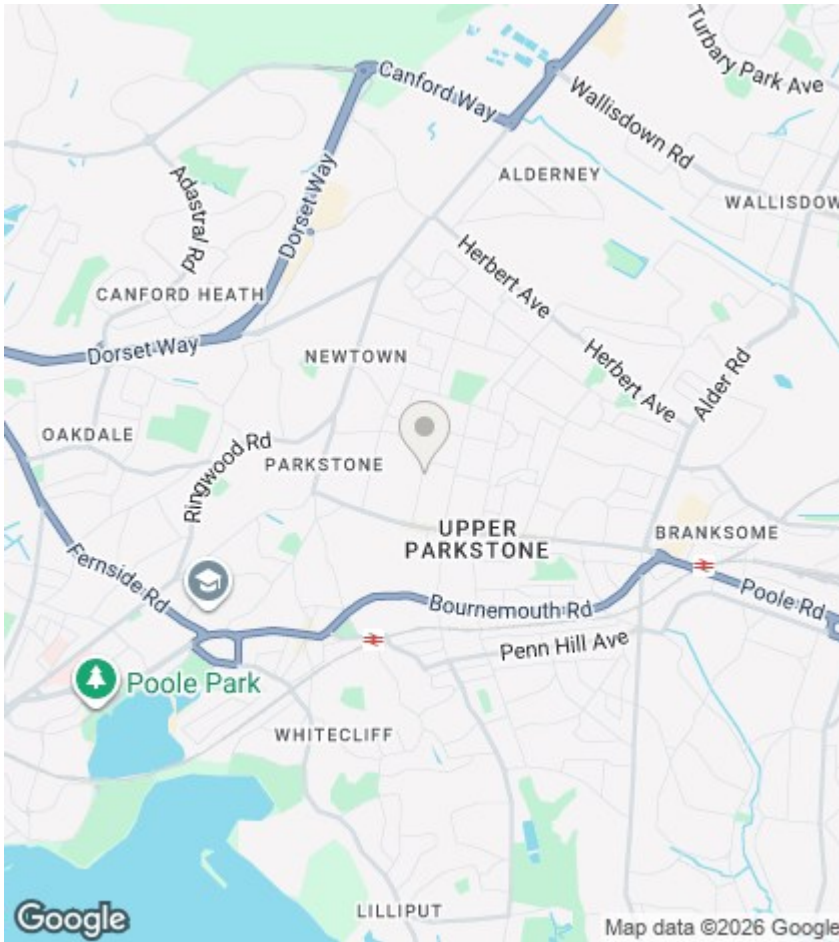 Turbary Park Ave
Canford Way
Wallisdown Rd
ALDERNEY
WALLISDOW
Adastral Rd
Dorset Way
Herbert Ave
CANFORD HEATH
Dorset Way
NEWTOWN
Herbert Ave
Alder Rd
OAKDALE
Ringwood Rd
PARKSTONE
UPPER
PARKSTONE
BRANKSOME
Fernside Rd
Bournemouth Rd
Poole Rd
Penn Hill Ave
Poole Park
WHITECLIFF
LILLIPUT
Google
Map data ©2026 Google